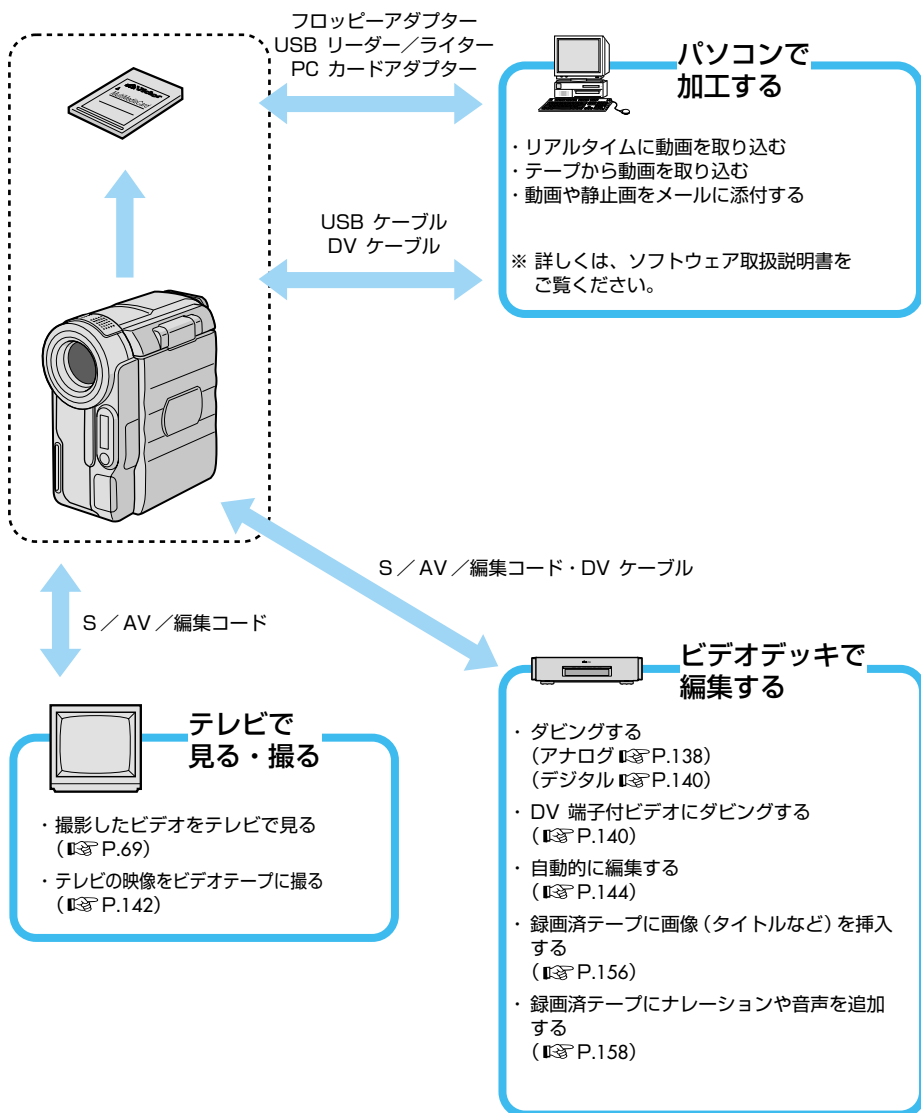 フロッピーアダプター
USB リーダー／ライター
PC カードアダプター
パソコンで
加工する
・リアルタイムに動画を取り込む
・テープから動画を取り込む
・動画や静止画をメールに添付する
※ 詳しくは、ソフトウェア取扱説明書を
ご覧ください。
USB ケーブル
DV ケーブル
S／AV／編集コード・DV ケーブル
S／AV／編集コード
テレビで
見る・撮る
・撮影したビデオをテレビで見る
（☞P.69）
・テレビの映像をビデオテープに撮る
（☞P.142）
ビデオデッキで
編集する
・ダビングする
（アナログ☞P.138）
（デジタル☞P.140）
・DV 端子付ビデオにダビングする
（☞P.140）
・自動的に編集する
（☞P.144）
・録画済テープに画像（タイトルなど）を挿入
する
（☞P.156）
・録画済テープにナレーションや音声を追加
する
（☞P.158）